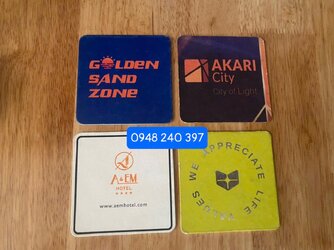 GOLDEN
SAND
ZONE
AKARI
City
City of Light
0948 240 397
A&EM
HOTEL
www.aemhotel.com
VALUES WE APPRECIATE LIFE